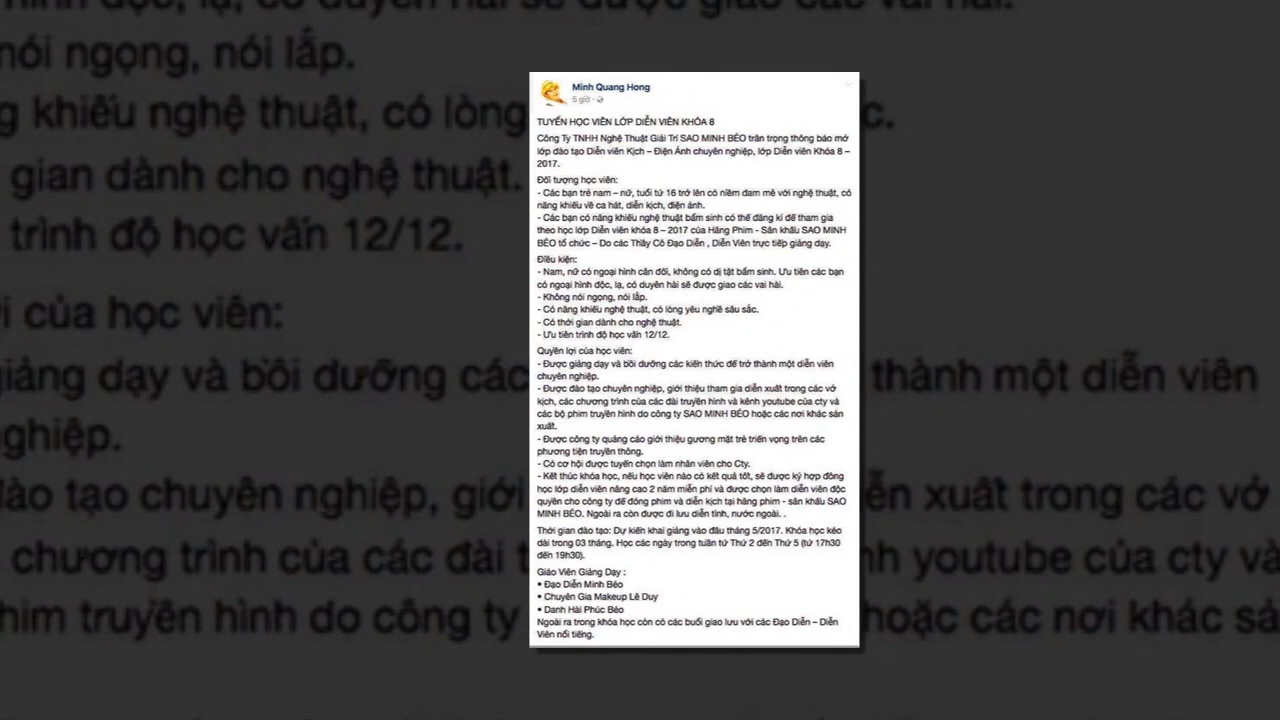 Minh Quang Hong
5 giờ
TUYỂN HỌC VIÊN LỚP DIỄN VIÊN KHÓA 8
Công Ty TNHH Nghệ Thuật Giải Trí SAO MINH BÉO trân trọng thông báo mở
lớp đào tạo Diễn viên Kịch – Điện Ảnh chuyên nghiệp, lớp Diễn viên Khóa 8 –
2017.
Đối tượng học viên:
- Các bạn trẻ nam – nữ, tuổi từ 16 trở lên có niềm đam mê với nghệ thuật, có
năng khiếu về ca hát, diễn kịch, điện ảnh.
- Các bạn có năng khiếu nghệ thuật bẩm sinh có thể đăng kí để tham gia
theo học lớp Diễn viên khóa 8 – 2017 của Hãng Phim - Sân khấu SAO MINH
BÉO tổ chức – Do các Thầy Cô Đạo Diễn , Diễn Viên trực tiếp giảng dạy.
Điều kiện:
- Nam, nữ có ngoại hình cân đối, không có dị tật bẩm sinh. Ưu tiên các bạn
có ngoại hình độc, lạ, có duyên hài sẽ được giao các vai hài.
- Không nói ngọng, nói lắp.
- Có năng khiếu nghệ thuật, có lòng yêu nghề sâu sắc.
- Có thời gian dành cho nghệ thuật.
- Ưu tiên trình độ học vấn 12/12.
Quyền lợi của học viên:
- Được giảng dạy và bồi dưỡng các kiến thức để trở thành một diễn viên
chuyên nghiệp.
- Được đào tạo chuyên nghiệp, giới thiệu tham gia diễn xuất trong các vở
kịch, các chương trình của các đài truyền hình và kênh youtube của cty và
các bộ phim truyền hình do công ty SAO MINH BÉO hoặc các nơi khác sản
xuất.
- Được công ty quảng cáo giới thiệu gương mặt trẻ triển vọng trên các
phương tiện truyền thông.
- Có cơ hội được tuyển chọn làm nhân viên cho Cty.
- Kết thúc khóa học, nếu học viên nào có kết quả tốt, sẽ được ký hợp đồng
học lớp diễn viên nâng cao 2 năm miễn phí và được chọn làm diễn viên độc
quyền cho công ty để đóng phim và diễn kịch tại hãng phim - sân khấu SAO
MINH BÉO. Ngoài ra còn được đi lưu diễn tỉnh, nước ngoài. .
Thời gian đào tạo: Dự kiến khai giảng vào đầu tháng 5/2017. Khóa học kéo
dài trong 03 tháng. Học các ngày trong tuần từ Thứ 2 đến Thứ 5 (từ 17h30
đến 19h30).
Giáo Viên Giảng Dạy :
• Đạo Diễn Minh Béo
• Chuyên Gia Makeup Lê Duy
• Danh Hài Phúc Béo
Ngoài ra trong khóa học còn có các buổi giao lưu với các Đạo Diễn – Diễn
Viên nổi tiếng.